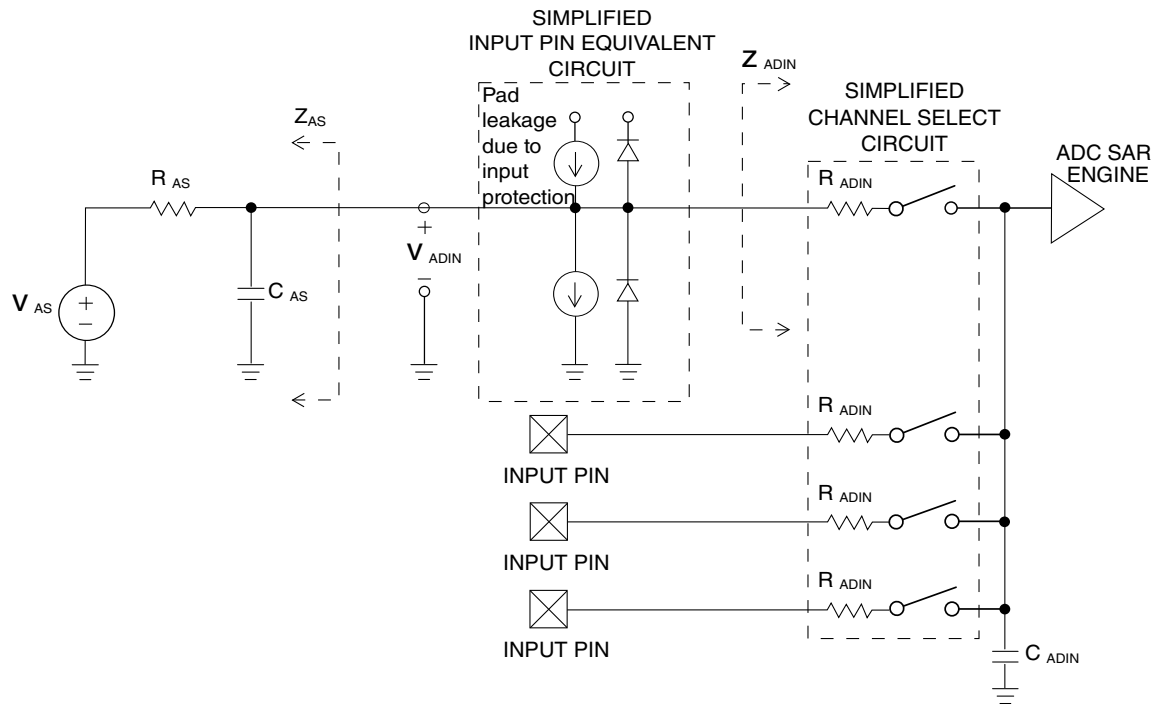 SIMPLIFIED
INPUT PIN EQUIVALENT
CIRCUIT
Z ADIN
SIMPLIFIED
CHANNEL SELECT
CIRCUIT
ADC SAR
ENGINE
Pad
leakage
due to
input
protection
Z AS
R AS
R ADIN
+
V ADIN
–
V AS
+
–
C AS
R ADIN
INPUT PIN
R ADIN
INPUT PIN
R ADIN
INPUT PIN
C ADIN